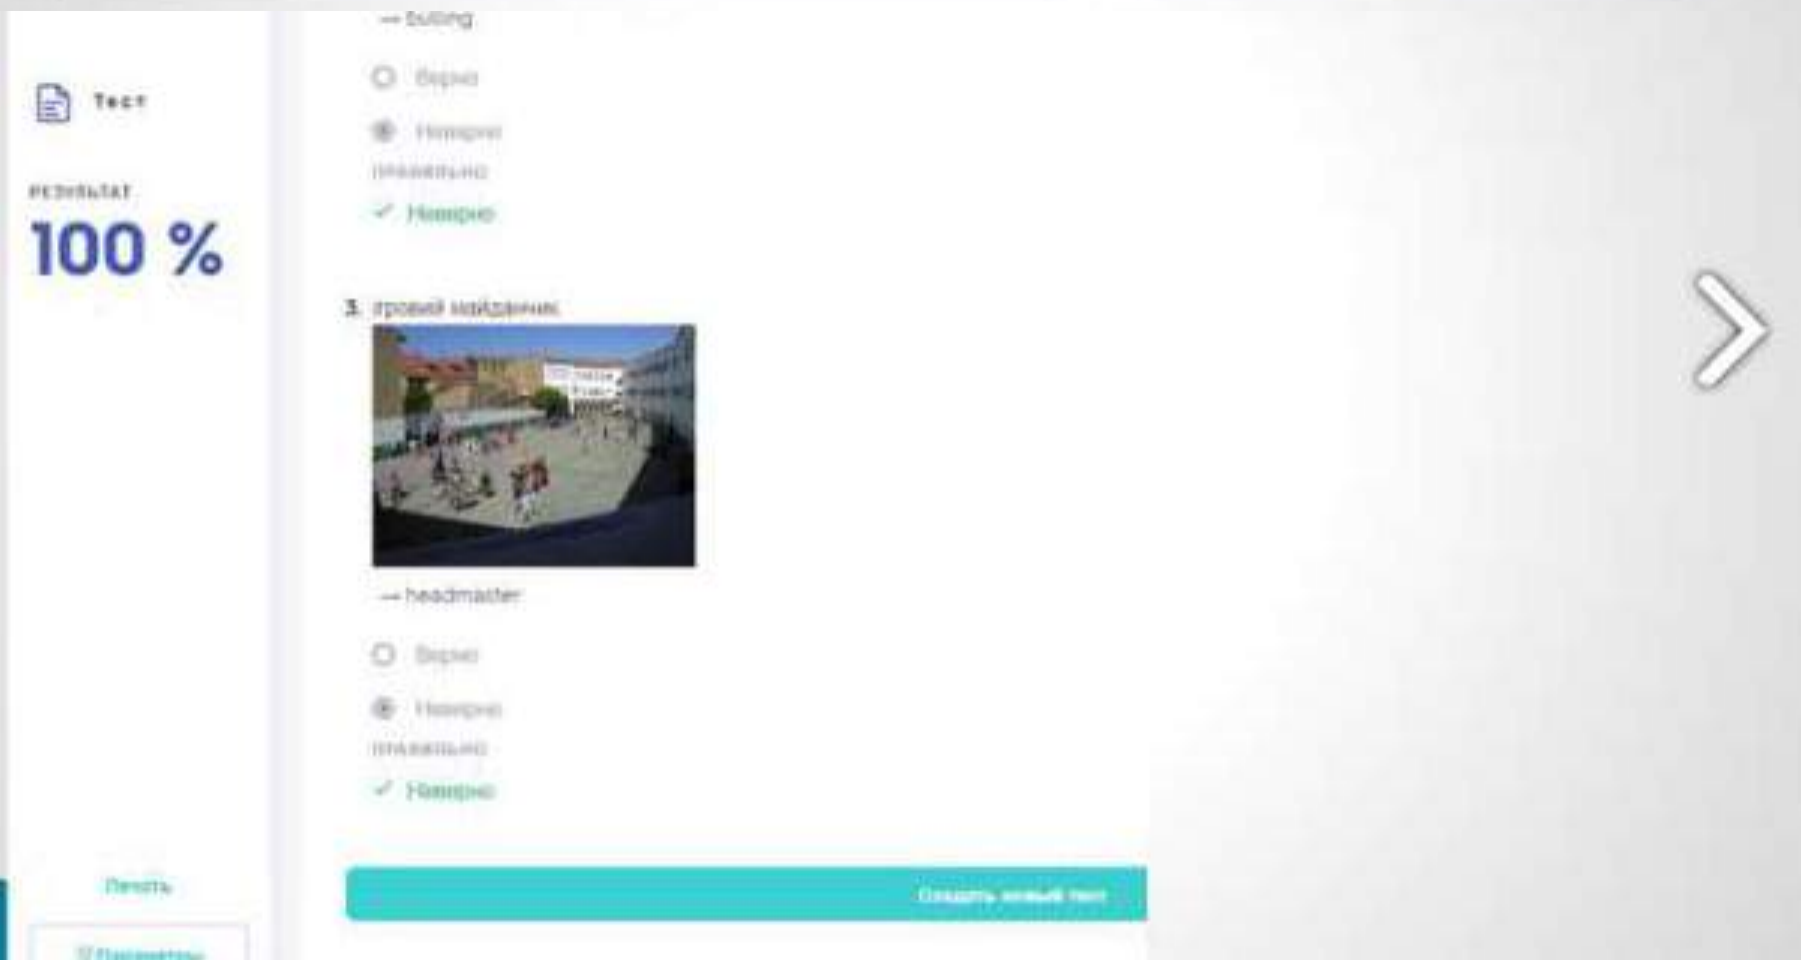 Тест
РЕЗУЛЬТАТ
100 %
→ bulling
Верно
Неверно
ПРАВИЛЬНО
✓ Неверно
3. ігровий майданчик
→ headmaster
Верно
Неверно
ПРАВИЛЬНО
✓ Неверно
Создать новый тест
Печать
Параметры